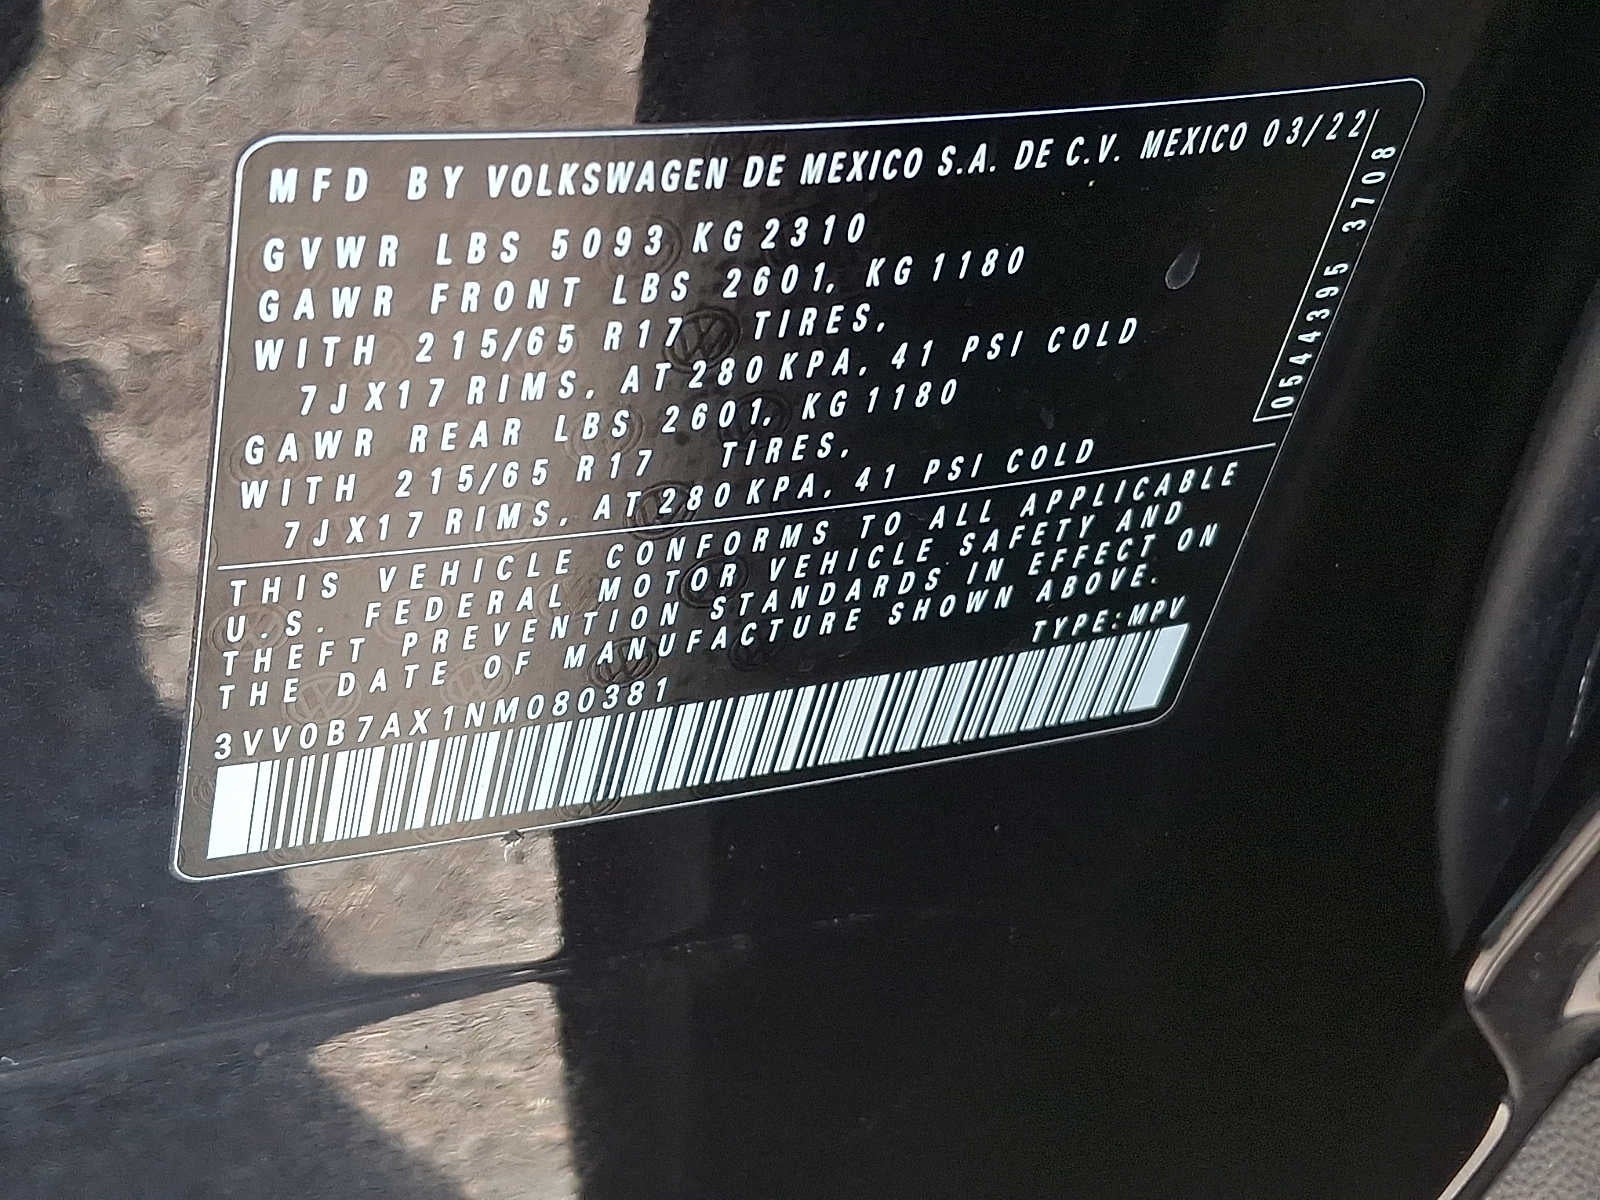 MFD BY VOLKSWAGEN DE MEXICO S.A. DE C.V. MEXICO 03/22
GVWR LBS 5093 KG 2310
GAWR FRONT LBS 2601, KG 1180
WITH 215/65 R17 TIRES,
7JX17 RIMS, AT 280 KPA, 41 PSI COLD
GAWR REAR LBS 2601, KG 1180
WITH 215/65 R17 TIRES,
7JX17 RIMS, AT 280 KPA, 41 PSI COLD
0544395 3708
THIS VEHICLE CONFORMS TO ALL APPLICABLE
U.S. FEDERAL MOTOR VEHICLE SAFETY AND
THEFT PREVENTION STANDARDS IN EFFECT ON
THE DATE OF MANUFACTURE SHOWN ABOVE.
TYPE: MPV
3VV0B7AX1NM080381